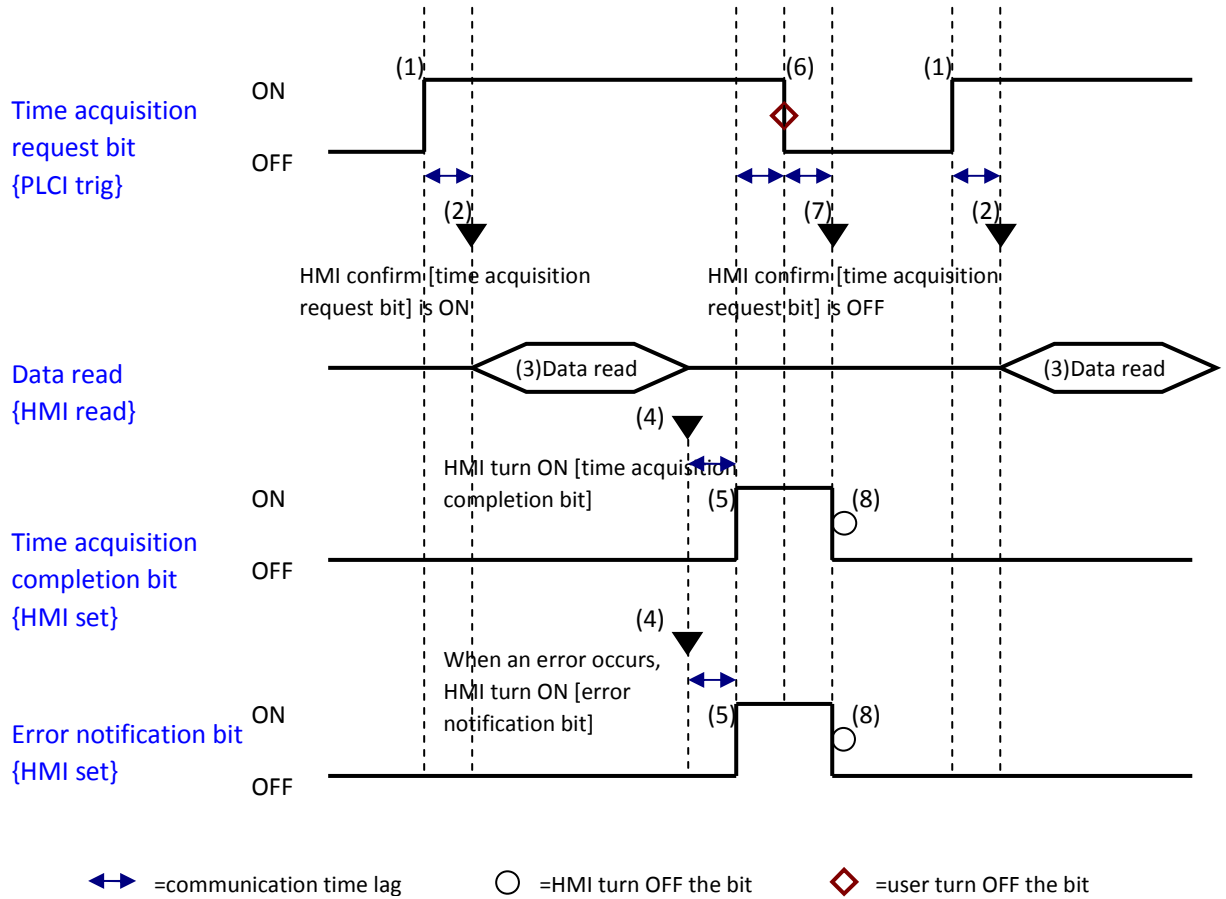 (1)
(6)
(1)
ON
Time acquisition
request bit
{PLCI trig}
OFF
(2)
(7)
(2)
HMI confirm [time acquisition
request bit] is ON
HMI confirm [time acquisition
request bit] is OFF
Data read
{HMI read}
(3)Data read
(3)Data read
(4)
HMI turn ON [time acquisition
completion bit]
ON
(5)
(8)
Time acquisition
completion bit
{HMI set}
OFF
(4)
When an error occurs,
HMI turn ON [error
notification bit]
ON
(5)
(8)
Error notification bit
{HMI set}
OFF
=communication time lag
=HMI turn OFF the bit
=user turn OFF the bit